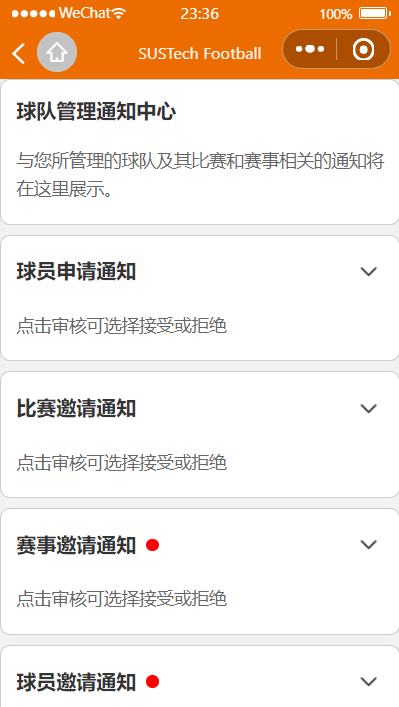 WeChat 23:36 100%
SUSTech Football
球队管理通知中心
与您所管理的球队及其比赛和赛事相关的通知将
在这里展示。
球员申请通知
点击审核可选择接受或拒绝
比赛邀请通知
点击审核可选择接受或拒绝
赛事邀请通知
点击审核可选择接受或拒绝
球员邀请通知